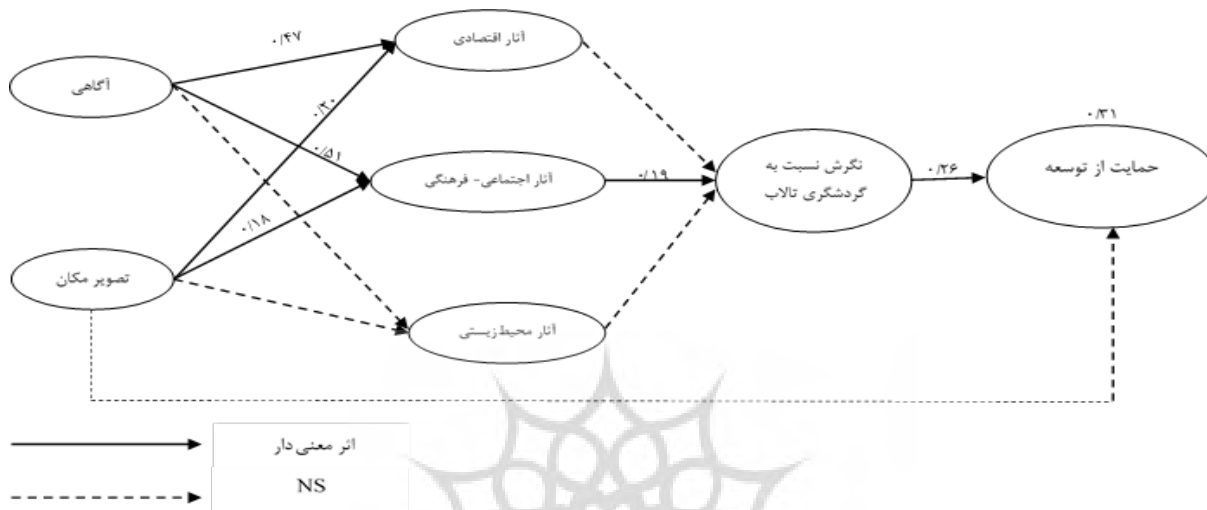 آثار اقتصادی
۰/۴۷
آگاهی
۰/۲۰
۰/۵۱
آثار اجتماعی- فرهنگی
۰/۱۸
تصویر مکان
آثار محیط‌زیستی
۰/۱۹
نگرش نسبت به
گردشگری تالاب
۰/۲۶
۰/۳۱
حمایت از توسعه
اثر معنی‌دار
NS